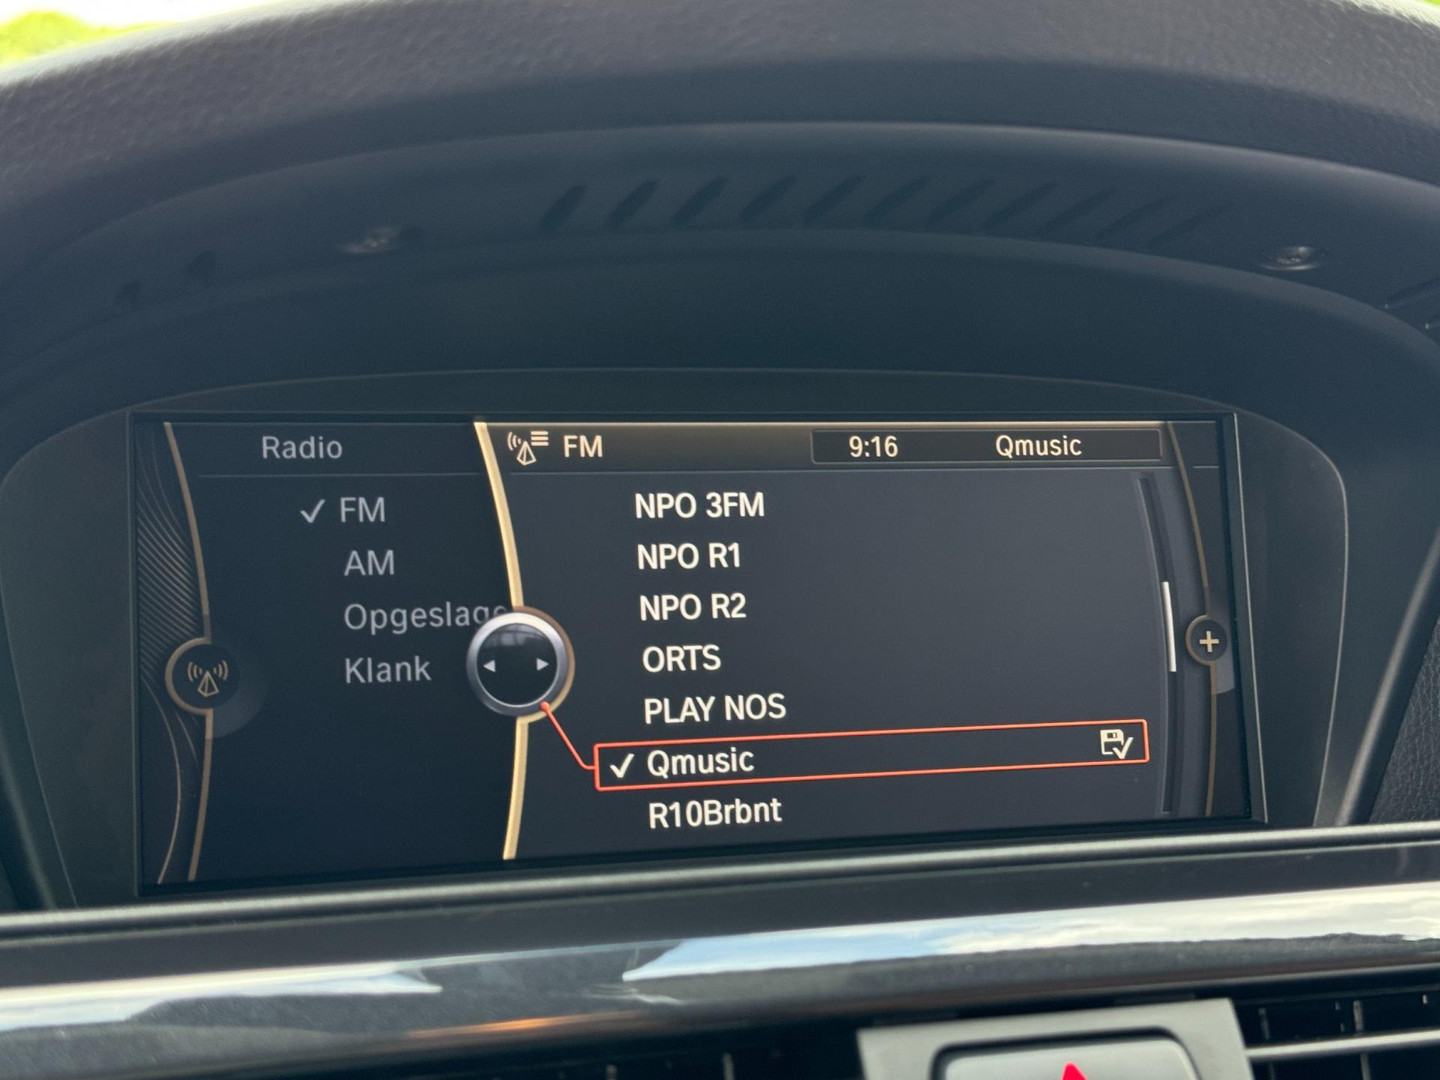 Radio
FM
AM
Opgeslage
Klank
FM
9:16 Qmusic
NPO 3FM
NPO R1
NPO R2
ORTS
PLAY NOS
Qmusic
R10Brbnt